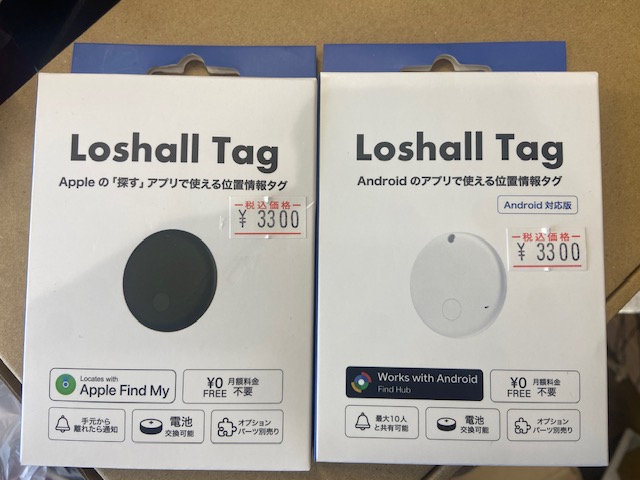 Loshall Tag
Appleの「探す」アプリで使える位置情報タグ
税込価格
¥ 3300
Locates with
Apple Find My
¥0
FREE
月額料金
不要
手元から
離れたら通知
電池
交換可能
オプション
パーツ別売り
Loshall Tag
Androidのアプリで使える位置情報タグ
Android 対応版
税込価格
¥ 3300
Works with Android
Find Hub
¥0
FREE
月額料金
不要
最大10人
と共有可能
電池
交換可能
オプション
パーツ別売り